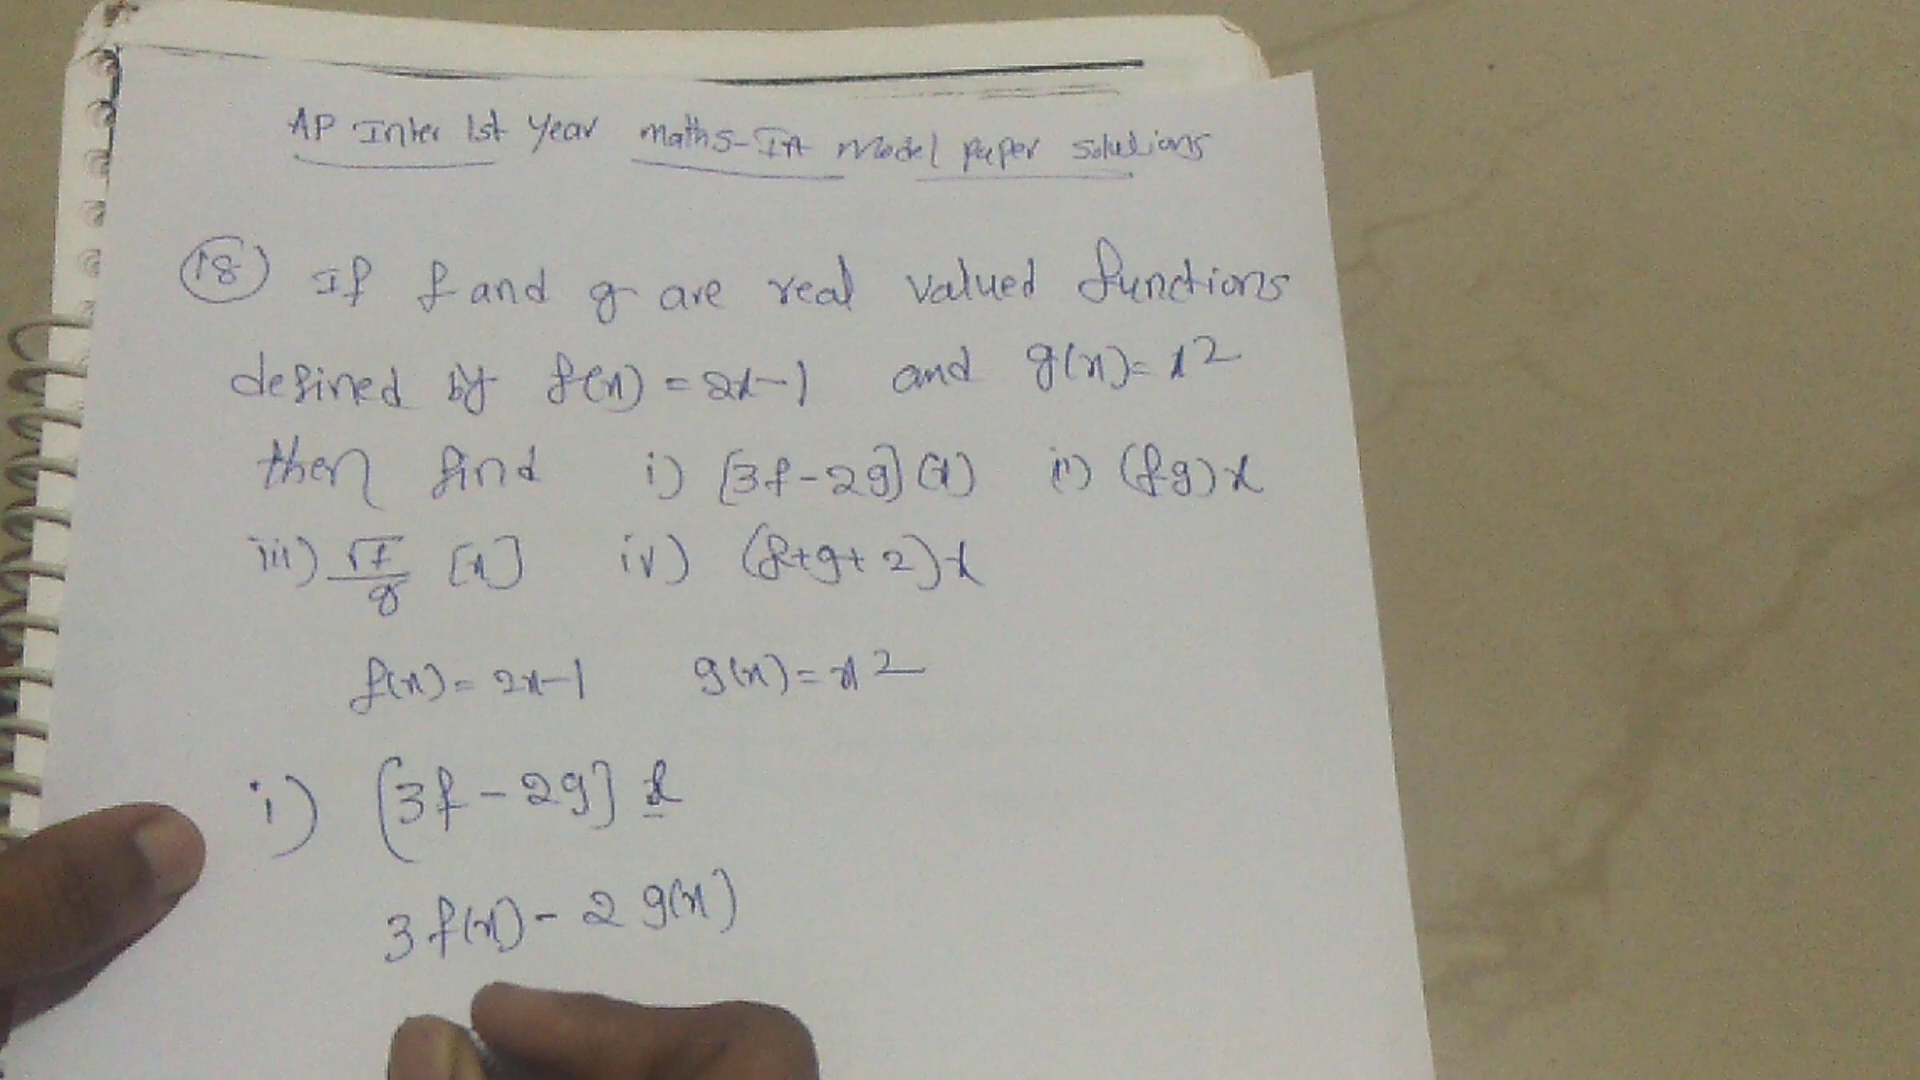 AP Inter 1st Year Maths-IA Model paper solutions
(18) If f and g are real valued functions
defined by f(x) = 2x-1 and g(x) = x²
then find i) [3f-2g](x) ii) (fg)x
iii) √f/g [x] iv) (f+g+2)x
f(x) = 2x-1 g(x) = x²
i) [3f-2g] x
3f(x) - 2g(x)